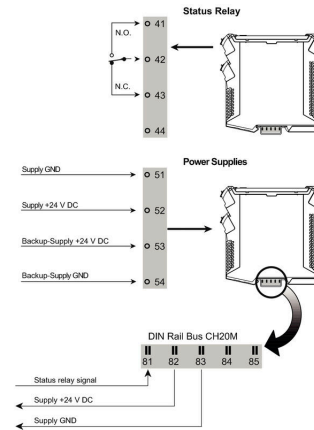 Status Relay
N.O.
41
42
N.C.
43
44
Power Supplies
Supply GND
51
Supply +24 V DC
52
Backup-Supply +24 V DC
53
Backup-Supply GND
54
DIN Rail Bus CH20M
81 82 83 84 85
Status relay signal
Supply +24 V DC
Supply GND